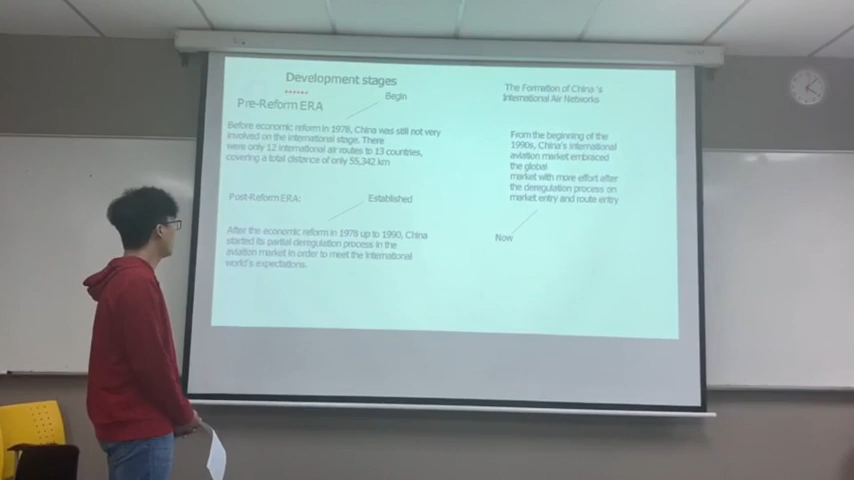 Development stages
Begin
Pre-Reform ERA
Before economic reform in 1978, China was still not very
involved on the international stage. There
were only 12 international air routes to 13 countries,
covering a total distance of only 55,342 km
Post-Reform ERA:
Established
After the economic reform in 1978 up to 1990, China
started its partial deregulation process in the
aviation market in order to meet the international
world's expectations.
The Formation of China 's
International Air Networks
From the beginning of the
1990s, China's international
aviation market embraced
the global
market with more effort after
the deregulation process on
market entry and route entry
Now